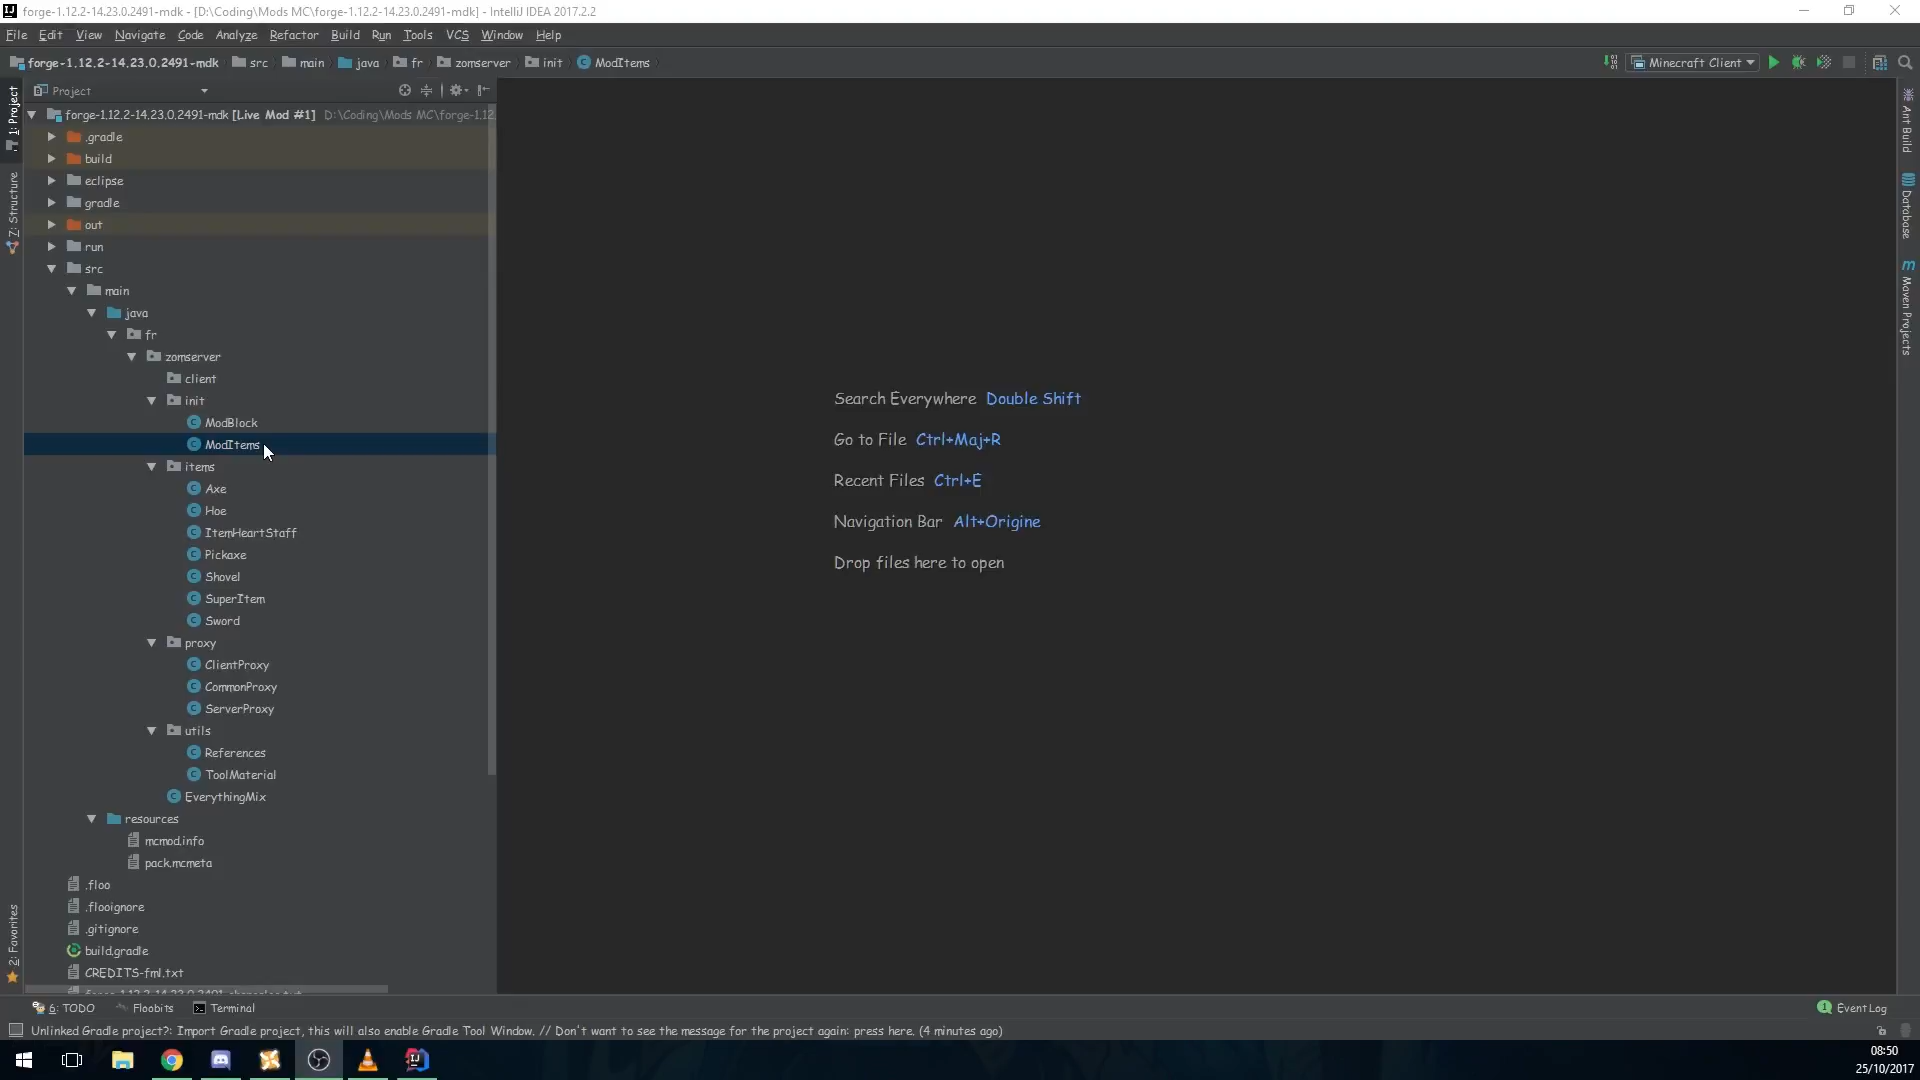 forge-1.12.2-14.23.0.2491-mdk - [D:\Coding\Mods MC\forge-1.12.2-14.23.0.2491-mdk] - IntelliJ IDEA 2017.2.2
File Edit View Navigate Code Analyze Refactor Build Run Tools VCS Window Help
forge-1.12.2-14.23.0.2491-mdk src main java fr zomserver init ModItems Minecraft Client
Project
1: Project
Z: Structure
2: Favorites
forge-1.12.2-14.23.0.2491-mdk [Live Mod #1] D:\Coding\Mods MC\forge-1.12
.gradle
build
eclipse
gradle
out
run
src
main
java
fr
zomserver
client
init
ModBlock
ModItems
items
Axe
Hoe
ItemHeartStaff
Pickaxe
Shovel
SuperItem
Sword
proxy
ClientProxy
CommonProxy
ServerProxy
utils
References
ToolMaterial
EverythingMix
resources
mcmod.info
pack.mcmeta
.floo
.flooignore
.gitignore
build.gradle
CREDITS-fml.txt
Search Everywhere Double Shift
Go to File Ctrl+Maj+R
Recent Files Ctrl+E
Navigation Bar Alt+Origine
Drop files here to open
Ant Build
Database
Maven Projects
6: TODO Floobits Terminal
1 Event Log
Unlinked Gradle project?: Import Gradle project, this will also enable Gradle Tool Window. // Don't want to see the message for the project again: press here. (4 minutes ago)
08:50
25/10/2017